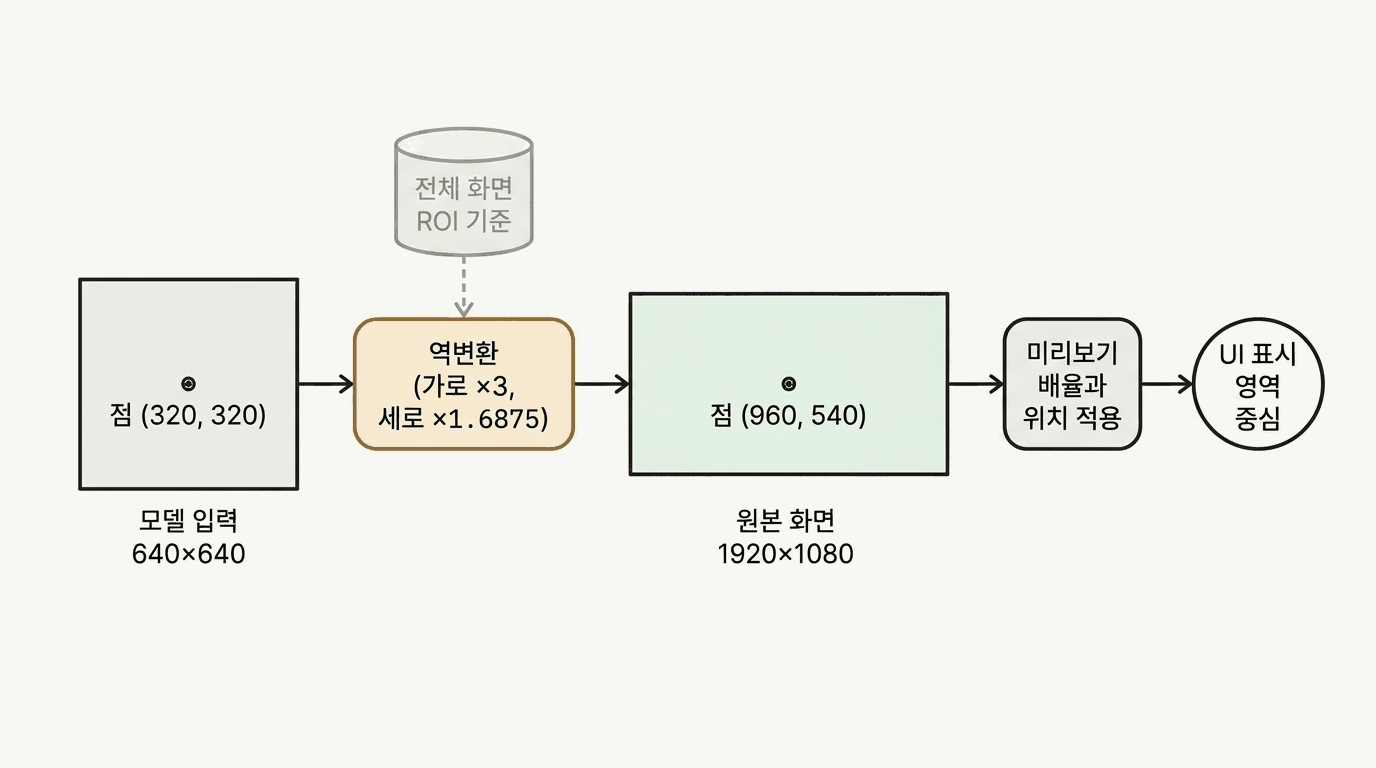 전체 화면
ROI 기준
점 (320, 320)
모델 입력
640×640
역변환
(가로 ×3,
세로 ×1.6875)
점 (960, 540)
원본 화면
1920×1080
미리보기
배율과
위치 적용
UI 표시
영역
중심